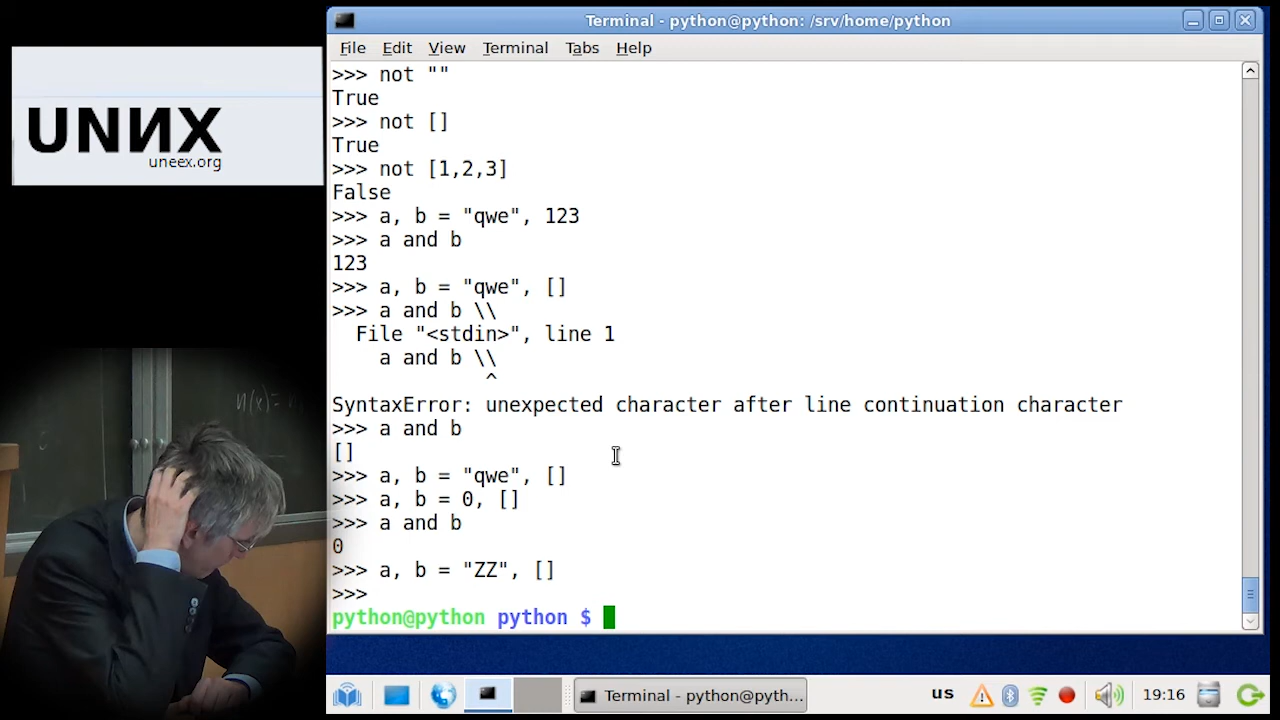 UNИX
uneex.org
Terminal - python@python: /srv/home/python
File Edit View Terminal Tabs Help
>>> not ""
True
>>> not []
True
>>> not [1,2,3]
False
>>> a, b = "qwe", 123
>>> a and b
123
>>> a, b = "qwe", []
>>> a and b \\
  File "<stdin>", line 1
    a and b \\
             ^
SyntaxError: unexpected character after line continuation character
>>> a and b
[]
>>> a, b = "qwe", []
>>> a, b = 0, []
>>> a and b
0
>>> a, b = "ZZ", []
>>>
python@python python $
Terminal - python@pyth...
us
19:16